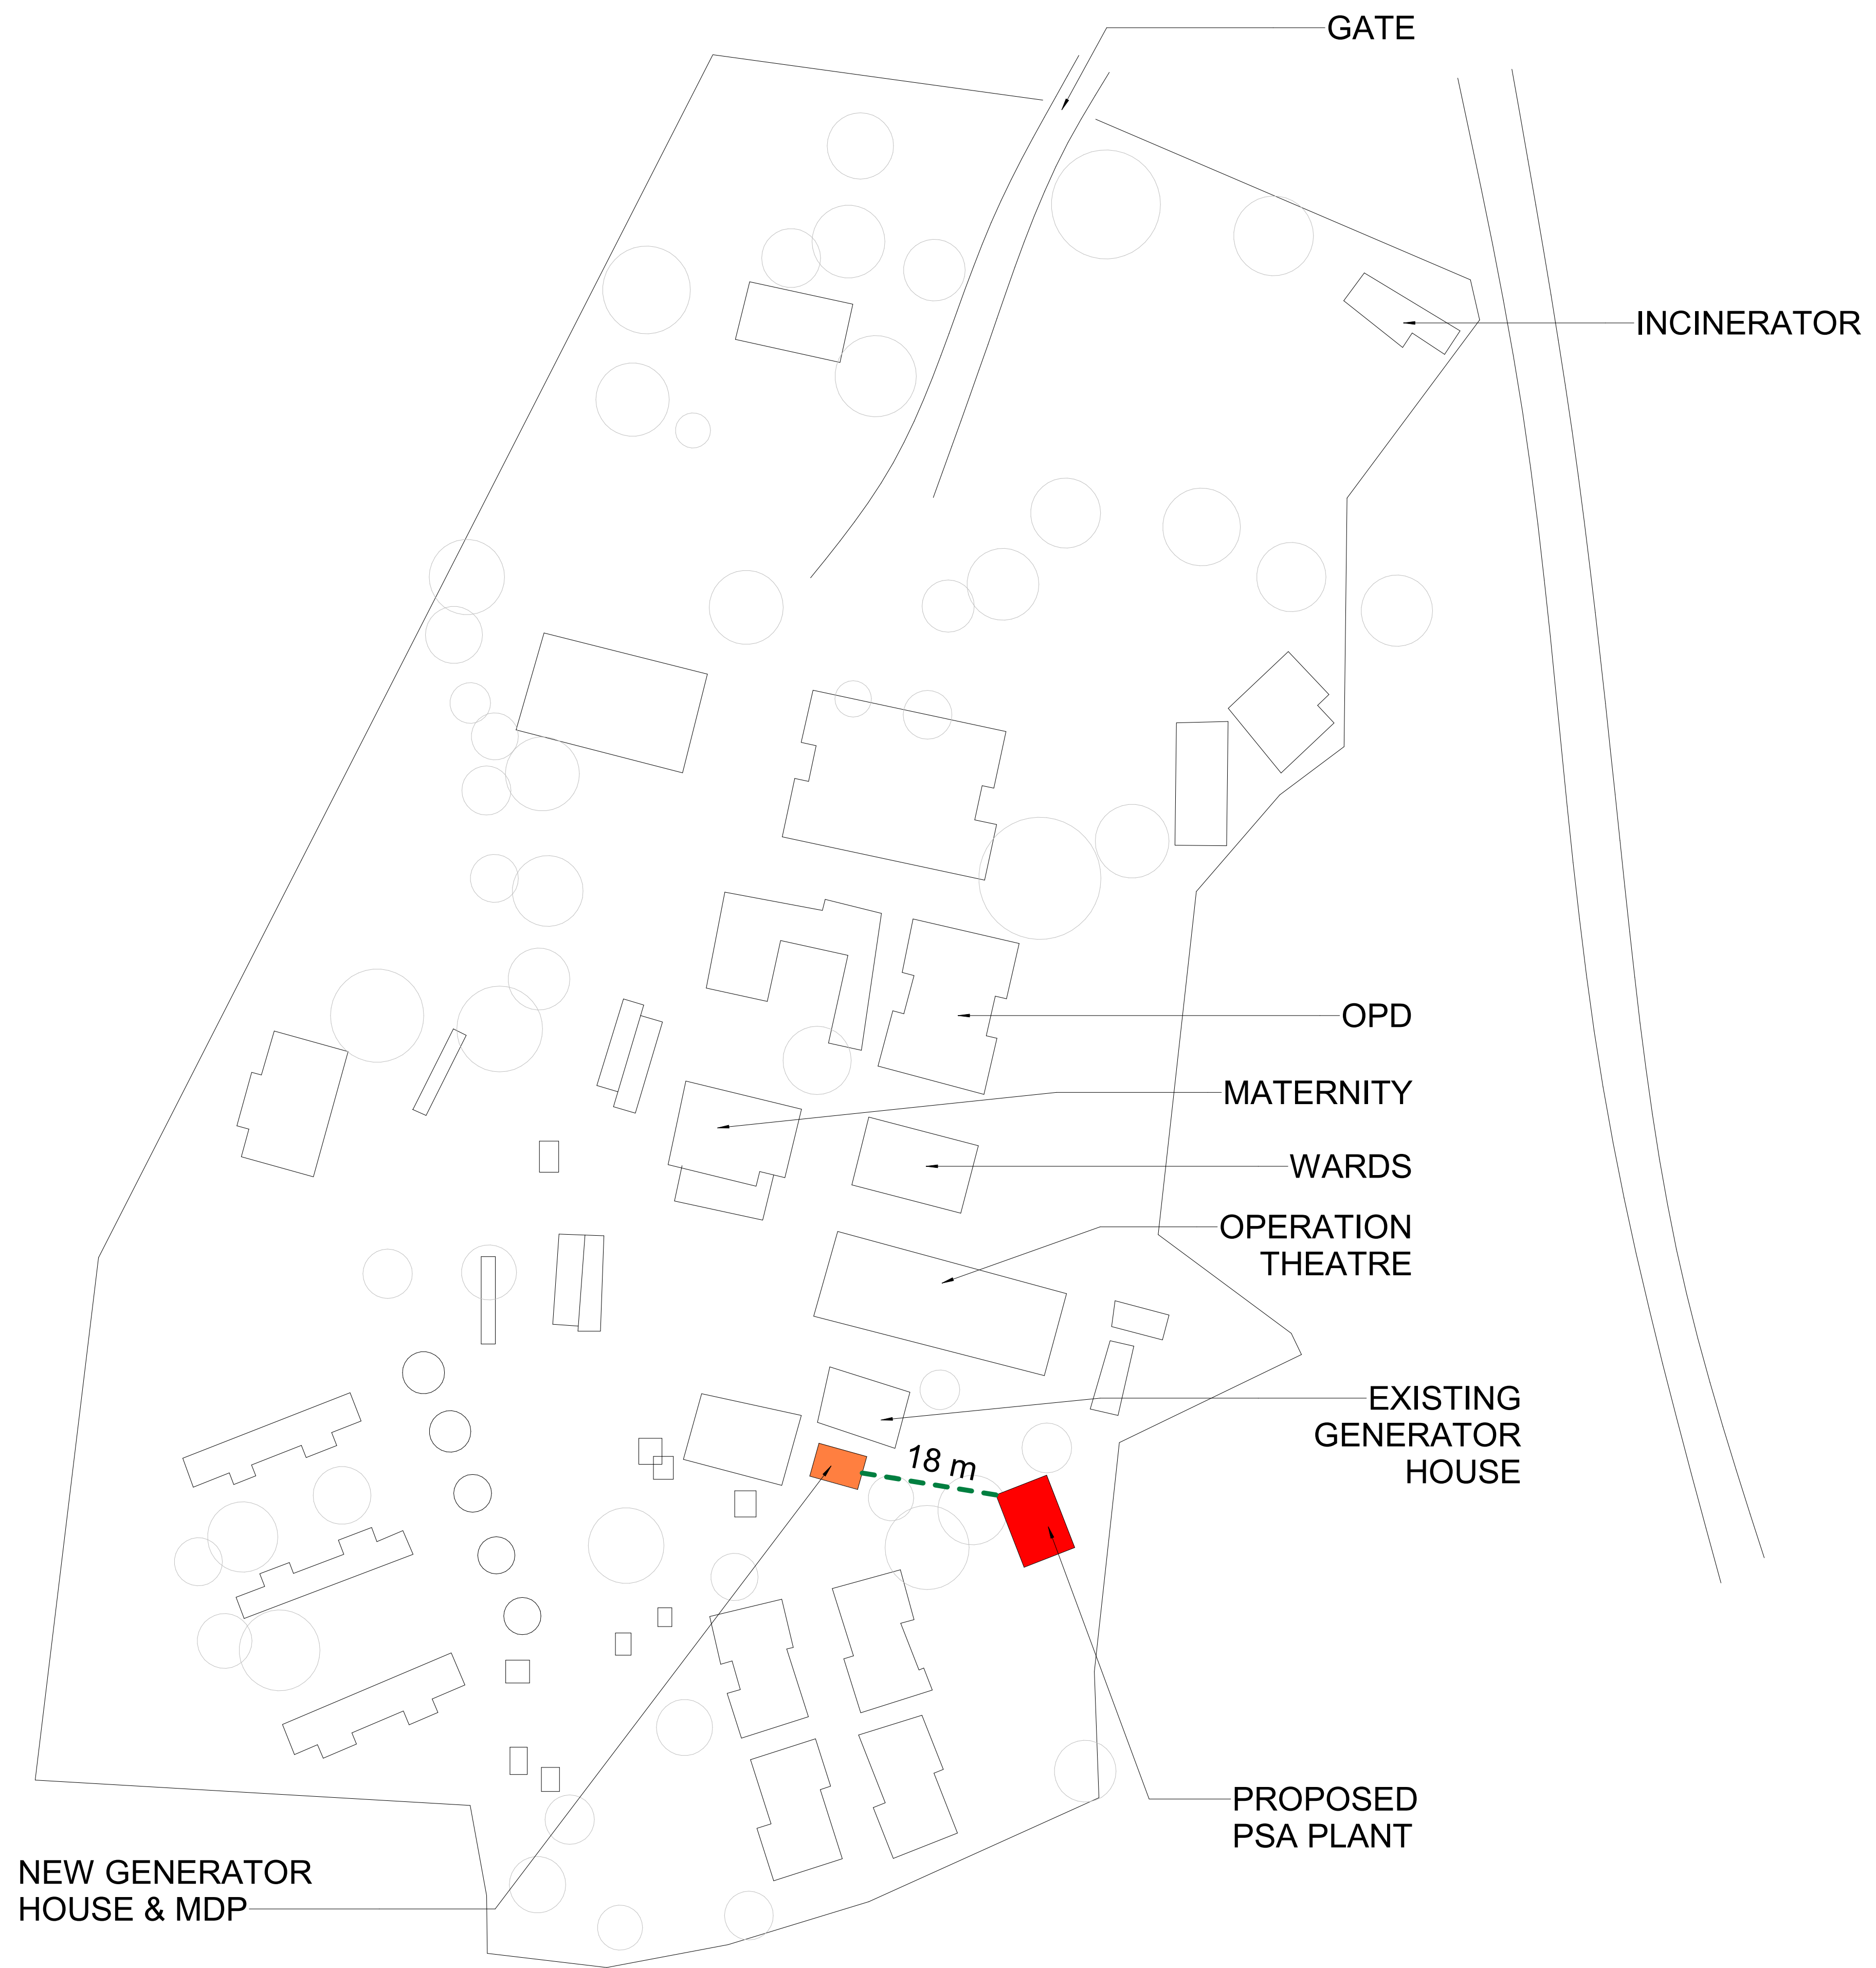 GATE
INCINERATOR
OPD
MATERNITY
WARDS
OPERATION
THEATRE
EXISTING
GENERATOR
HOUSE
18 m
PROPOSED
PSA PLANT
NEW GENERATOR
HOUSE & MDP